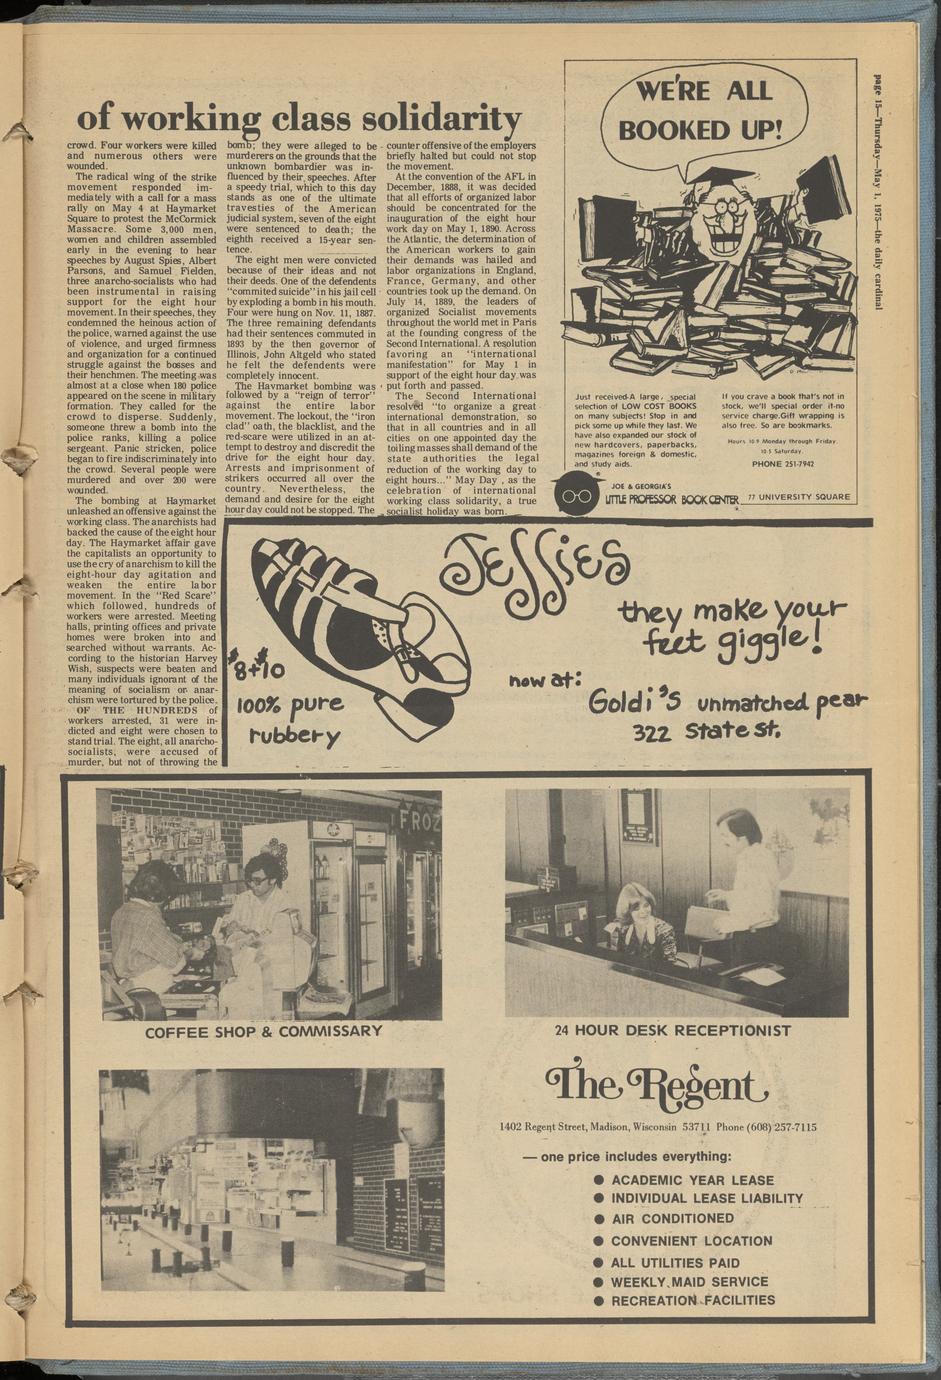 of working class solidarity
crowd. Four workers were killed
and numerous others were
wounded.
The radical wing of the strike
movement responded im-
mediately with a call for a mass
rally on May 4 at Haymarket
Square to protest the McCormick
Massacre. Some 3,000 men,
women and children assembled
early in the evening to hear
speeches by August Spies, Albert
Parsons, and Samuel Fielden,
three anarcho-socialists who had
been instrumental in raising
support for the eight hour
movement. In their speeches, they
condemned the heinous action of
the police, warned against the use
of violence, and urged firmness
and organization for a continued
struggle against the bosses and
their henchmen. The meeting was
almost at a close when 180 police
appeared on the scene in military
formation. They called for the
crowd to disperse. Suddenly,
someone threw a bomb into the
police ranks, killing a police
sergeant. Panic stricken, police
began to fire indiscriminately into
the crowd. Several people were
murdered and over 200 were
wounded.
The bombing at Haymarket
unleashed an offensive against the
working class. The anarchists had
backed the cause of the eight hour
day. The Haymarket affair gave
the capitalists an opportunity to
use the cry of anarchism to kill the
eight-hour day agitation and
weaken the entire labor
movement. In the "Red Scare"
which followed, hundreds of
workers were arrested. Meeting
halls, printing offices and private
homes were broken into and
searched without warrants. Ac-
cording to the historian Harvey
Wish, suspects were beaten and
many individuals ignorant of the
meaning of socialism or anar-
chism were tortured by the police.
OF THE HUNDREDS of
workers arrested, 31 were in-
dicted and eight were chosen to
stand trial. The eight, all anarcho-
socialists, were accused of
murder, but not of throwing the
bomb; they were alleged to be
murderers on the grounds that the
unknown bombardier was in-
fluenced by their speeches. After
a speedy trial, which to this day
stands as one of the ultimate
travesties of the American
judicial system, seven of the eight
were sentenced to death; the
eighth received a 15-year sen-
tence.
The eight men were convicted
because of their ideas and not
their deeds. One of the defendents
"commited suicide" in his jail cell
by exploding a bomb in his mouth.
Four were hung on Nov. 11, 1887.
The three remaining defendants
had their sentences commuted in
1893 by the then governor of
Illinois, John Altgeld who stated
he felt the defendents were
completely innocent.
The Haymarket bombing was
followed by a "reign of terror"
against the entire labor
movement. The lockout, the "iron
clad" oath, the blacklist, and the
red-scare were utilized in an at-
tempt to destroy and discredit the
drive for the eight hour day.
Arrests and imprisonment of
strikers occurred all over the
country. Nevertheless, the
demand and desire for the eight
hour day could not be stopped. The
counter offensive of the employers
briefly halted but could not stop
the movement.
At the convention of the AFL in
December, 1888, it was decided
that all efforts of organized labor
should be concentrated for the
inauguration of the eight hour
work day on May 1, 1890. Across
the Atlantic, the determination of
the American workers to gain
their demands was hailed and
labor organizations in England,
France, Germany, and other
countries took up the demand. On
July 14, 1889, the leaders of
organized Socialist movements
throughout the world met in Paris
at the founding congress of the
Second International. A resolution
favoring an "international
manifestation" for May 1 in
support of the eight hour day was
put forth and passed.
The Second International
resolved "to organize a great
international demonstration, so
that in all countries and in all
cities on one appointed day the
toiling masses shall demand of the
state authorities the legal
reduction of the working day to
eight hours..." May Day , as the
celebration of international
working class solidarity, a true
socialist holiday was born.
WE'RE ALL
BOOKED UP!
Just received-A large, special
selection of LOW COST BOOKS
on many subjects! Stop in and
pick some up while they last. We
have also expanded our stock of
new hardcovers, paperbacks,
magazines foreign & domestic,
and study aids.
If you crave a book that's not in
stock, we'll special order it-no
service charge.Gift wrapping is
also free. So are bookmarks.
Hours 10-9 Monday through Friday.
10-5 Saturday
PHONE 251-7942
JOE & GEORGIA'S
LITTLE PROFESSOR BOOK CENTER
77 UNIVERSITY SQUARE
page 15—Thursday—May 1, 1975—the daily cardinal
Jeffies
they make your
feet giggle!
$8+10
100% pure
rubbery
now at:
Goldi's unmatched pear
322 State St.
FROZ
COFFEE SHOP & COMMISSARY
24 HOUR DESK RECEPTIONIST
The Regent
1402 Regent Street, Madison, Wisconsin 53711 Phone (608) 257-7115
— one price includes everything:
● ACADEMIC YEAR LEASE
● INDIVIDUAL LEASE LIABILITY
● AIR CONDITIONED
● CONVENIENT LOCATION
● ALL UTILITIES PAID
● WEEKLY MAID SERVICE
● RECREATION FACILITIES